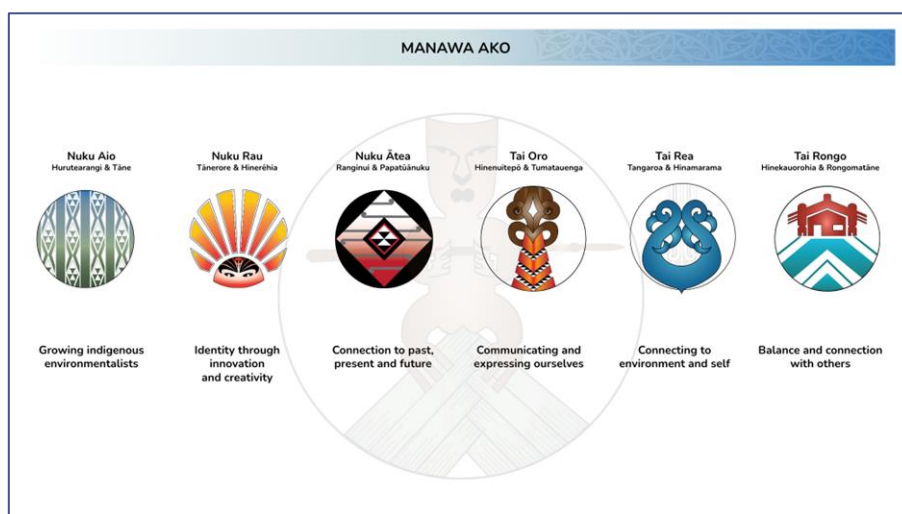 MANAWA AKO
Nuku Aio
Hurutearangi & Tāne
Growing indigenous
environmentalists
Nuku Rau
Tānerore & Hinerēhia
Identity through
innovation
and creativity
Nuku Ātea
Ranginui & Papatūānuku
Connection to past,
present and future
Tai Oro
Hinenuitepō & Tumatauenga
Communicating and
expressing ourselves
Tai Rea
Tangaroa & Hinamarama
Connecting to
environment and self
Tai Rongo
Hinekauorohia & Rongomatāne
Balance and connection
with others